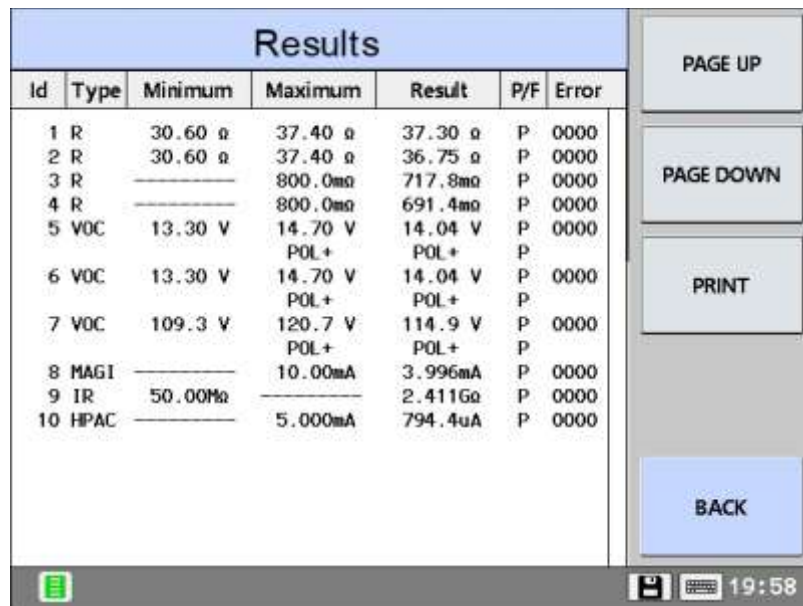 Results
Id Type Minimum Maximum Result P/F Error
1 R 30.60 Ω 37.40 Ω 37.30 Ω P 0000
2 R 30.60 Ω 37.40 Ω 36.75 Ω P 0000
3 R --------- 800.0mΩ 717.8mΩ P 0000
4 R --------- 800.0mΩ 691.4mΩ P 0000
5 VOC 13.30 V 14.70 V 14.04 V P 0000
POL+ POL+ P
6 VOC 13.30 V 14.70 V 14.04 V P 0000
POL+ POL+ P
7 VOC 109.3 V 120.7 V 114.9 V P 0000
POL+ POL+ P
8 MAGI --------- 10.00mA 3.996mA P 0000
9 IR 50.00MΩ --------- 2.411GΩ P 0000
10 HPAC --------- 5.000mA 794.4uA P 0000
PAGE UP
PAGE DOWN
PRINT
BACK
19:58